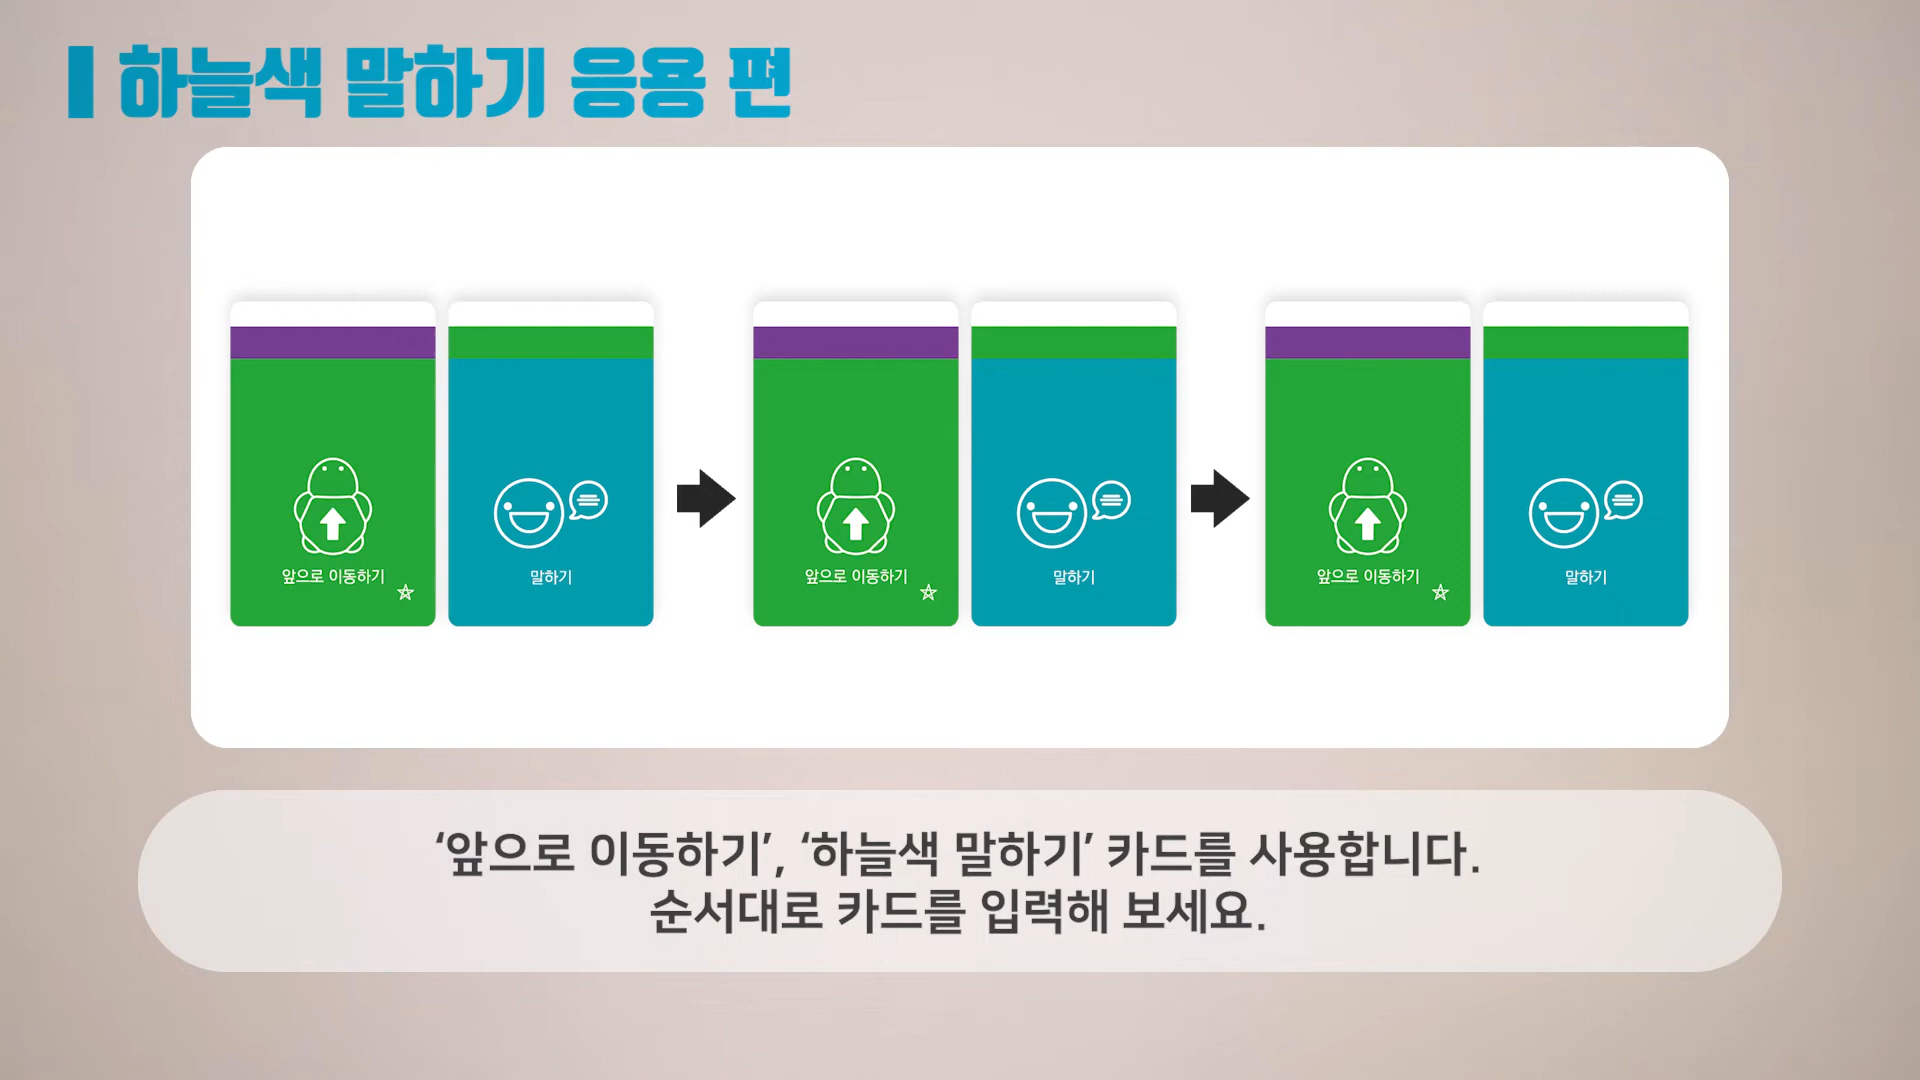 하늘색 말하기 응용 편
앞으로 이동하기
말하기
앞으로 이동하기
말하기
앞으로 이동하기
말하기
‘앞으로 이동하기’, ‘하늘색 말하기’ 카드를 사용합니다.
순서대로 카드를 입력해 보세요.